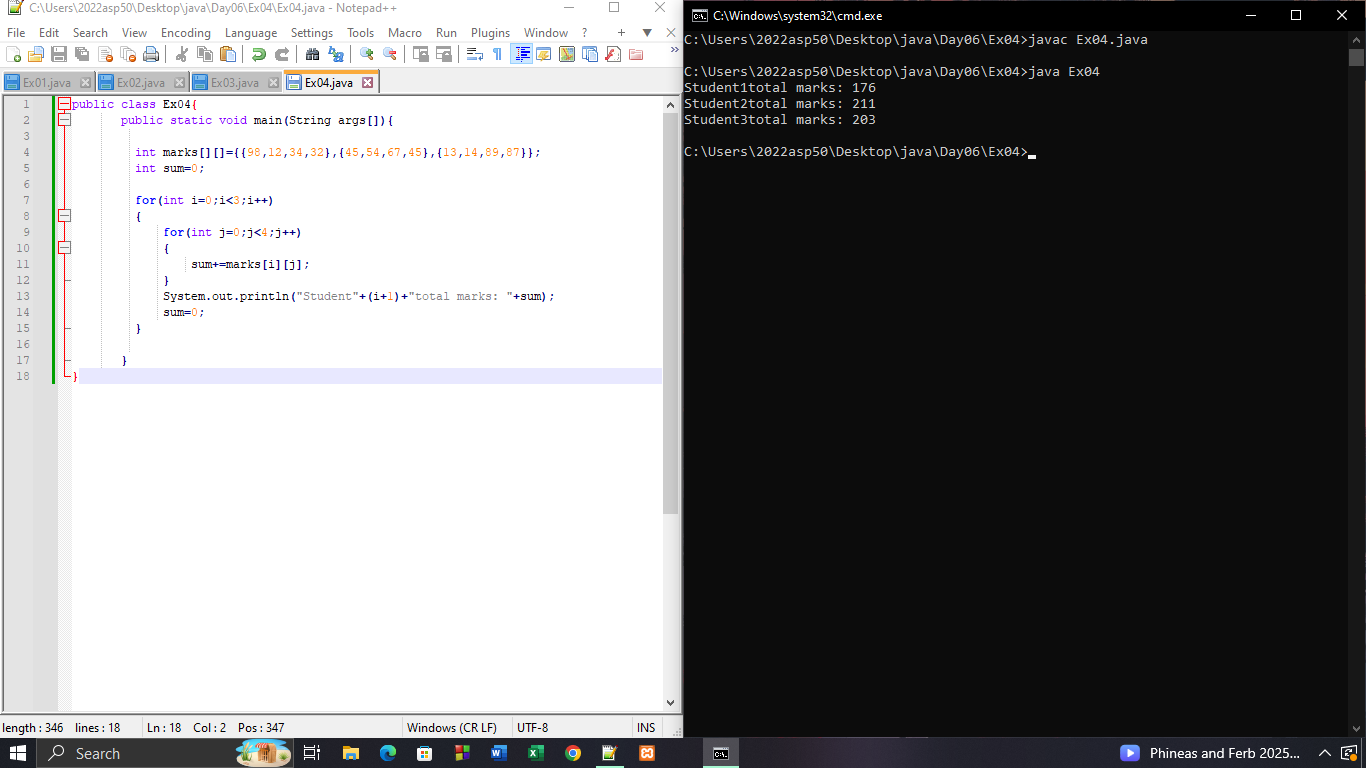 C:\Users\2022asp50\Desktop\java\Day06\Ex04\Ex04.java - Notepad++
File Edit Search View Encoding Language Settings Tools Macro Run Plugins Window ? + ▼ X
Ex01.java Ex02.java Ex03.java Ex04.java
1 public class Ex04{
2 public static void main(String args[]){
3
4 int marks[][]={{98,12,34,32},{45,54,67,45},{13,14,89,87}};
5 int sum=0;
6
7 for(int i=0;i<3;i++)
8 {
9 for(int j=0;j<4;j++)
10 {
11 sum+=marks[i][j];
12 }
13 System.out.println("Student"+(i+1)+"total marks: "+sum);
14 sum=0;
15 }
16
17 }
18 }
length : 346 lines : 18 Ln : 18 Col : 2 Pos : 347 Windows (CR LF) UTF-8 INS
C:\Windows\system32\cmd.exe
C:\Users\2022asp50\Desktop\java\Day06\Ex04>javac Ex04.java
C:\Users\2022asp50\Desktop\java\Day06\Ex04>java Ex04
Student1total marks: 176
Student2total marks: 211
Student3total marks: 203
C:\Users\2022asp50\Desktop\java\Day06\Ex04>
Search
Phineas and Ferb 2025...